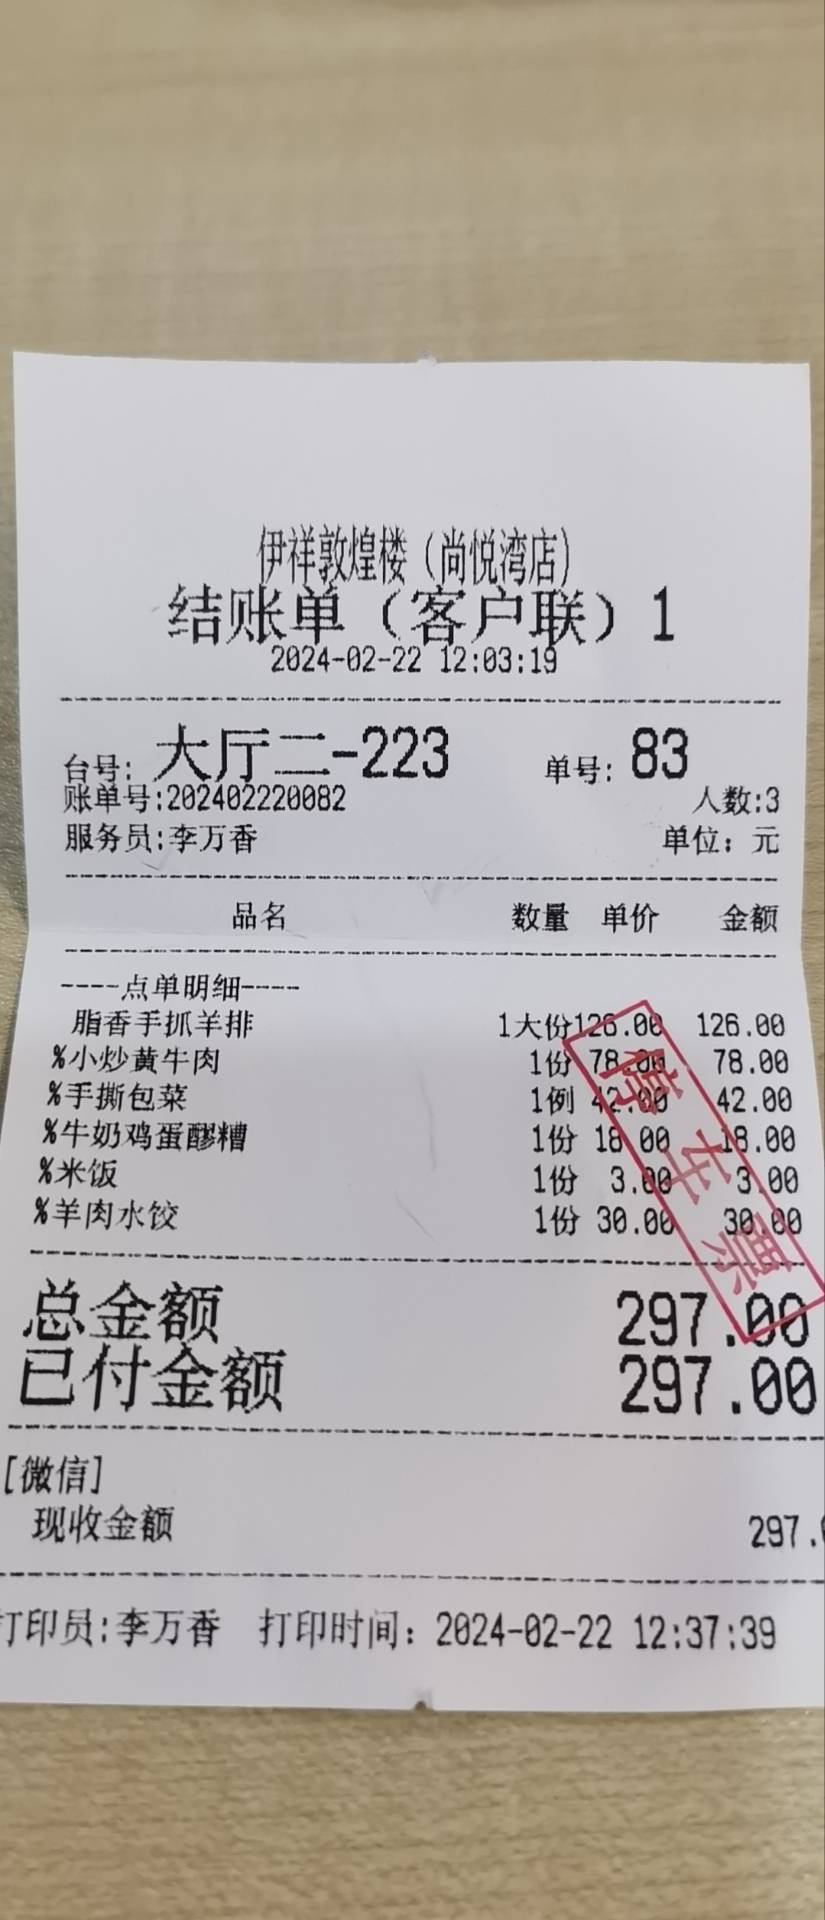 伊祥敦煌楼（尚悦湾店）
结账单（客户联）1
2024-02-22 12:03:19
台号：大厅二-223 单号：83
账单号:202402220082 人数:3
服务员:李万香 单位：元
品名 数量 单价 金额
----点单明细----
脂香手抓羊排 1大份126.00 126.00
%小炒黄牛肉 1份 78.00 78.00
%手撕包菜 1例 42.00 42.00
%牛奶鸡蛋醪糟 1份 18.00 18.00
%米饭 1份 3.00 3.00
%羊肉水饺 1份 30.00 30.00
停车票
总金额 297.00
已付金额 297.00
[微信]
现收金额 297.0
打印员:李万香 打印时间：2024-02-22 12:37:39